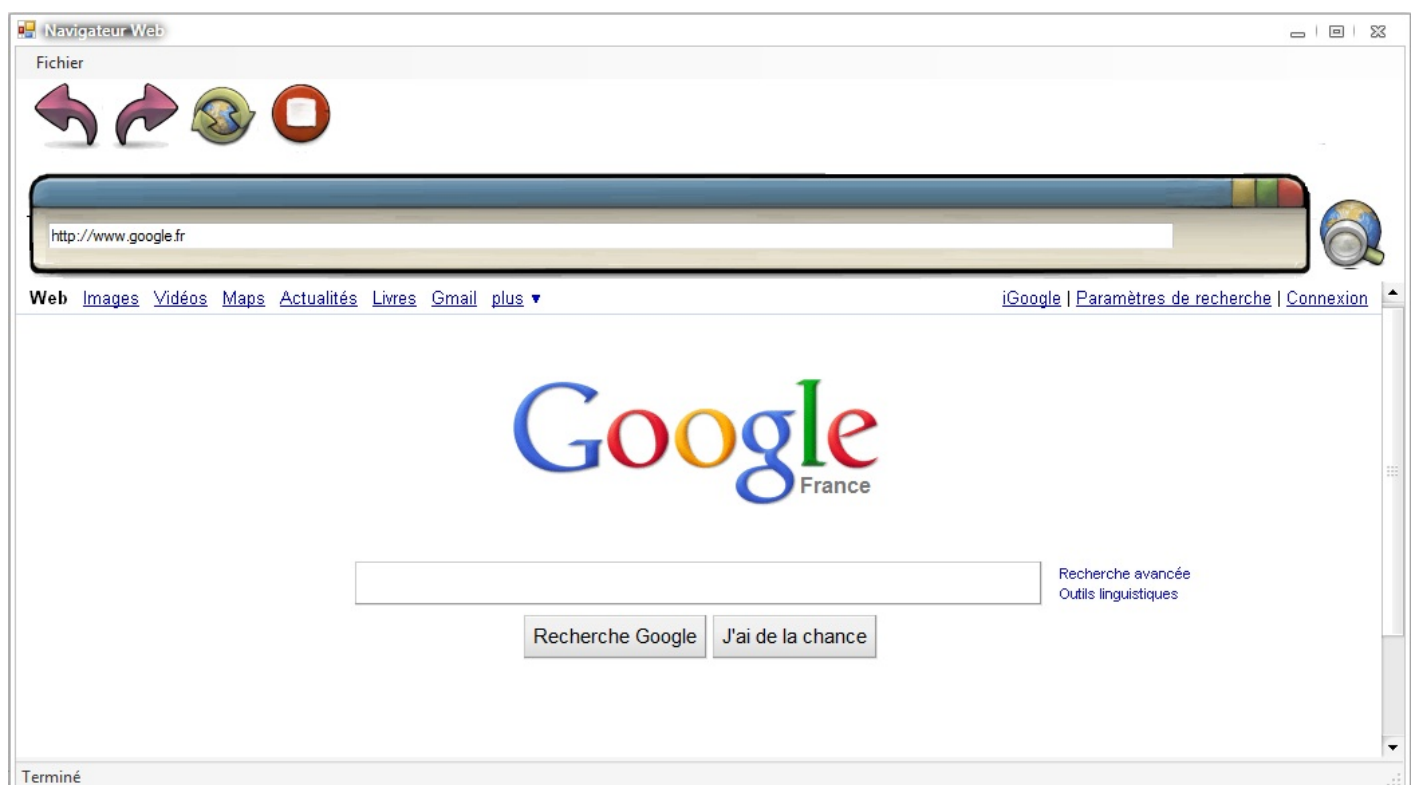 Navigateur Web
Fichier
http://www.google.fr
Web Images Vidéos Maps Actualités Livres Gmail plus ▼ iGoogle | Paramètres de recherche | Connexion
Google
France
Recherche avancée
Outils linguistiques
Recherche Google J'ai de la chance
Terminé